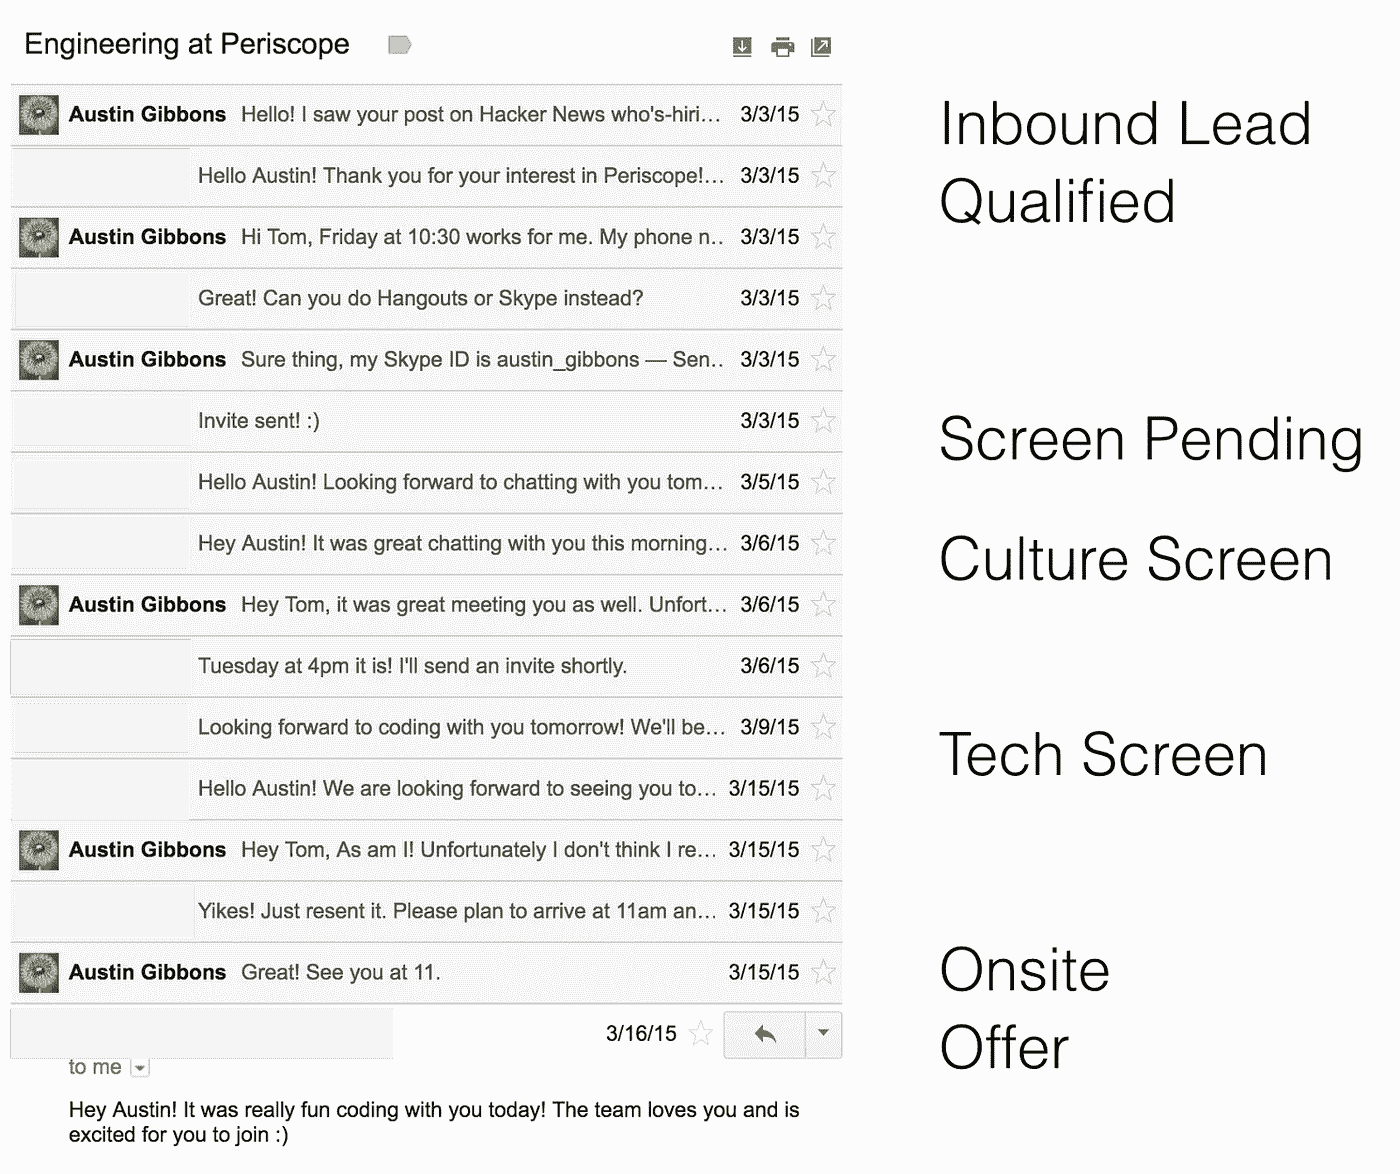 Engineering at Periscope
Austin Gibbons Hello! I saw your post on Hacker News who's-hiri... 3/3/15
Inbound Lead
Hello Austin! Thank you for your interest in Periscope!... 3/3/15
Qualified
Austin Gibbons Hi Tom, Friday at 10:30 works for me. My phone n.. 3/3/15
Great! Can you do Hangouts or Skype instead? 3/3/15
Austin Gibbons Sure thing, my Skype ID is austin_gibbons — Sen.. 3/3/15
Invite sent! :) 3/3/15
Screen Pending
Hello Austin! Looking forward to chatting with you tom... 3/5/15
Hey Austin! It was great chatting with you this morning... 3/6/15
Culture Screen
Austin Gibbons Hey Tom, it was great meeting you as well. Unfort... 3/6/15
Tuesday at 4pm it is! I'll send an invite shortly. 3/6/15
Looking forward to coding with you tomorrow! We'll be... 3/9/15
Tech Screen
Hello Austin! We are looking forward to seeing you to... 3/15/15
Austin Gibbons Hey Tom, As am I! Unfortunately I don't think I re... 3/15/15
Yikes! Just resent it. Please plan to arrive at 11am an... 3/15/15
Austin Gibbons Great! See you at 11. 3/15/15
Onsite
3/16/15
Offer
to me
Hey Austin! It was really fun coding with you today! The team loves you and is
excited for you to join :)